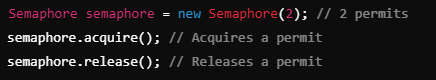 Semaphore semaphore = new Semaphore(2); // 2 permits
semaphore.acquire(); // Acquires a permit
semaphore.release(); // Releases a permit